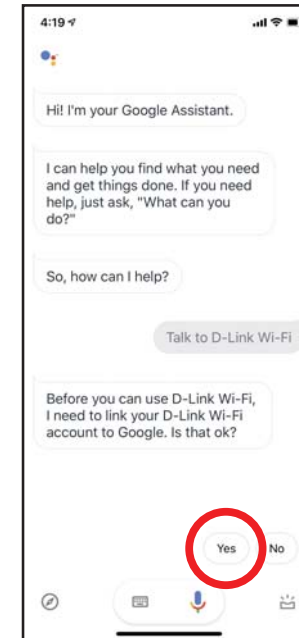 4:19
Hi! I'm your Google Assistant.
I can help you find what you need
and get things done. If you need
help, just ask, "What can you
do?"
So, how can I help?
Talk to D-Link Wi-Fi
Before you can use D-Link Wi-Fi,
I need to link your D-Link Wi-Fi
account to Google. Is that ok?
Yes No